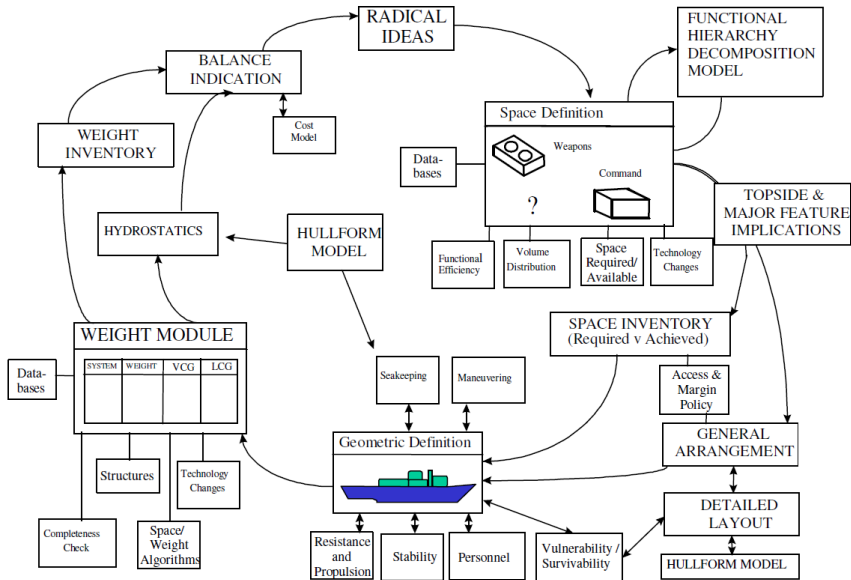 RADICAL
IDEAS
FUNCTIONAL
HIERARCHY
DECOMPOSITION
MODEL
BALANCE
INDICATION
Cost
Model
WEIGHT
INVENTORY
Space Definition
Weapons
Command
?
Data-
bases
Functional
Efficiency
Volume
Distribution
Space
Required/
Available
Technology
Changes
TOPSIDE &
MAJOR FEATURE
IMPLICATIONS
HYDROSTATICS
HULLFORM
MODEL
WEIGHT MODULE
SYSTEM WEIGHT VCG LCG
Data-
bases
Structures
Technology
Changes
Completeness
Check
Space/
Weight
Algorithms
SPACE INVENTORY
(Required v Achieved)
Access &
Margin
Policy
Seakeeping
Maneuvering
Geometric Definition
Resistance
and
Propulsion
Stability
Personnel
Vulnerability /
Survivability
GENERAL
ARRANGEMENT
DETAILED
LAYOUT
HULLFORM MODEL